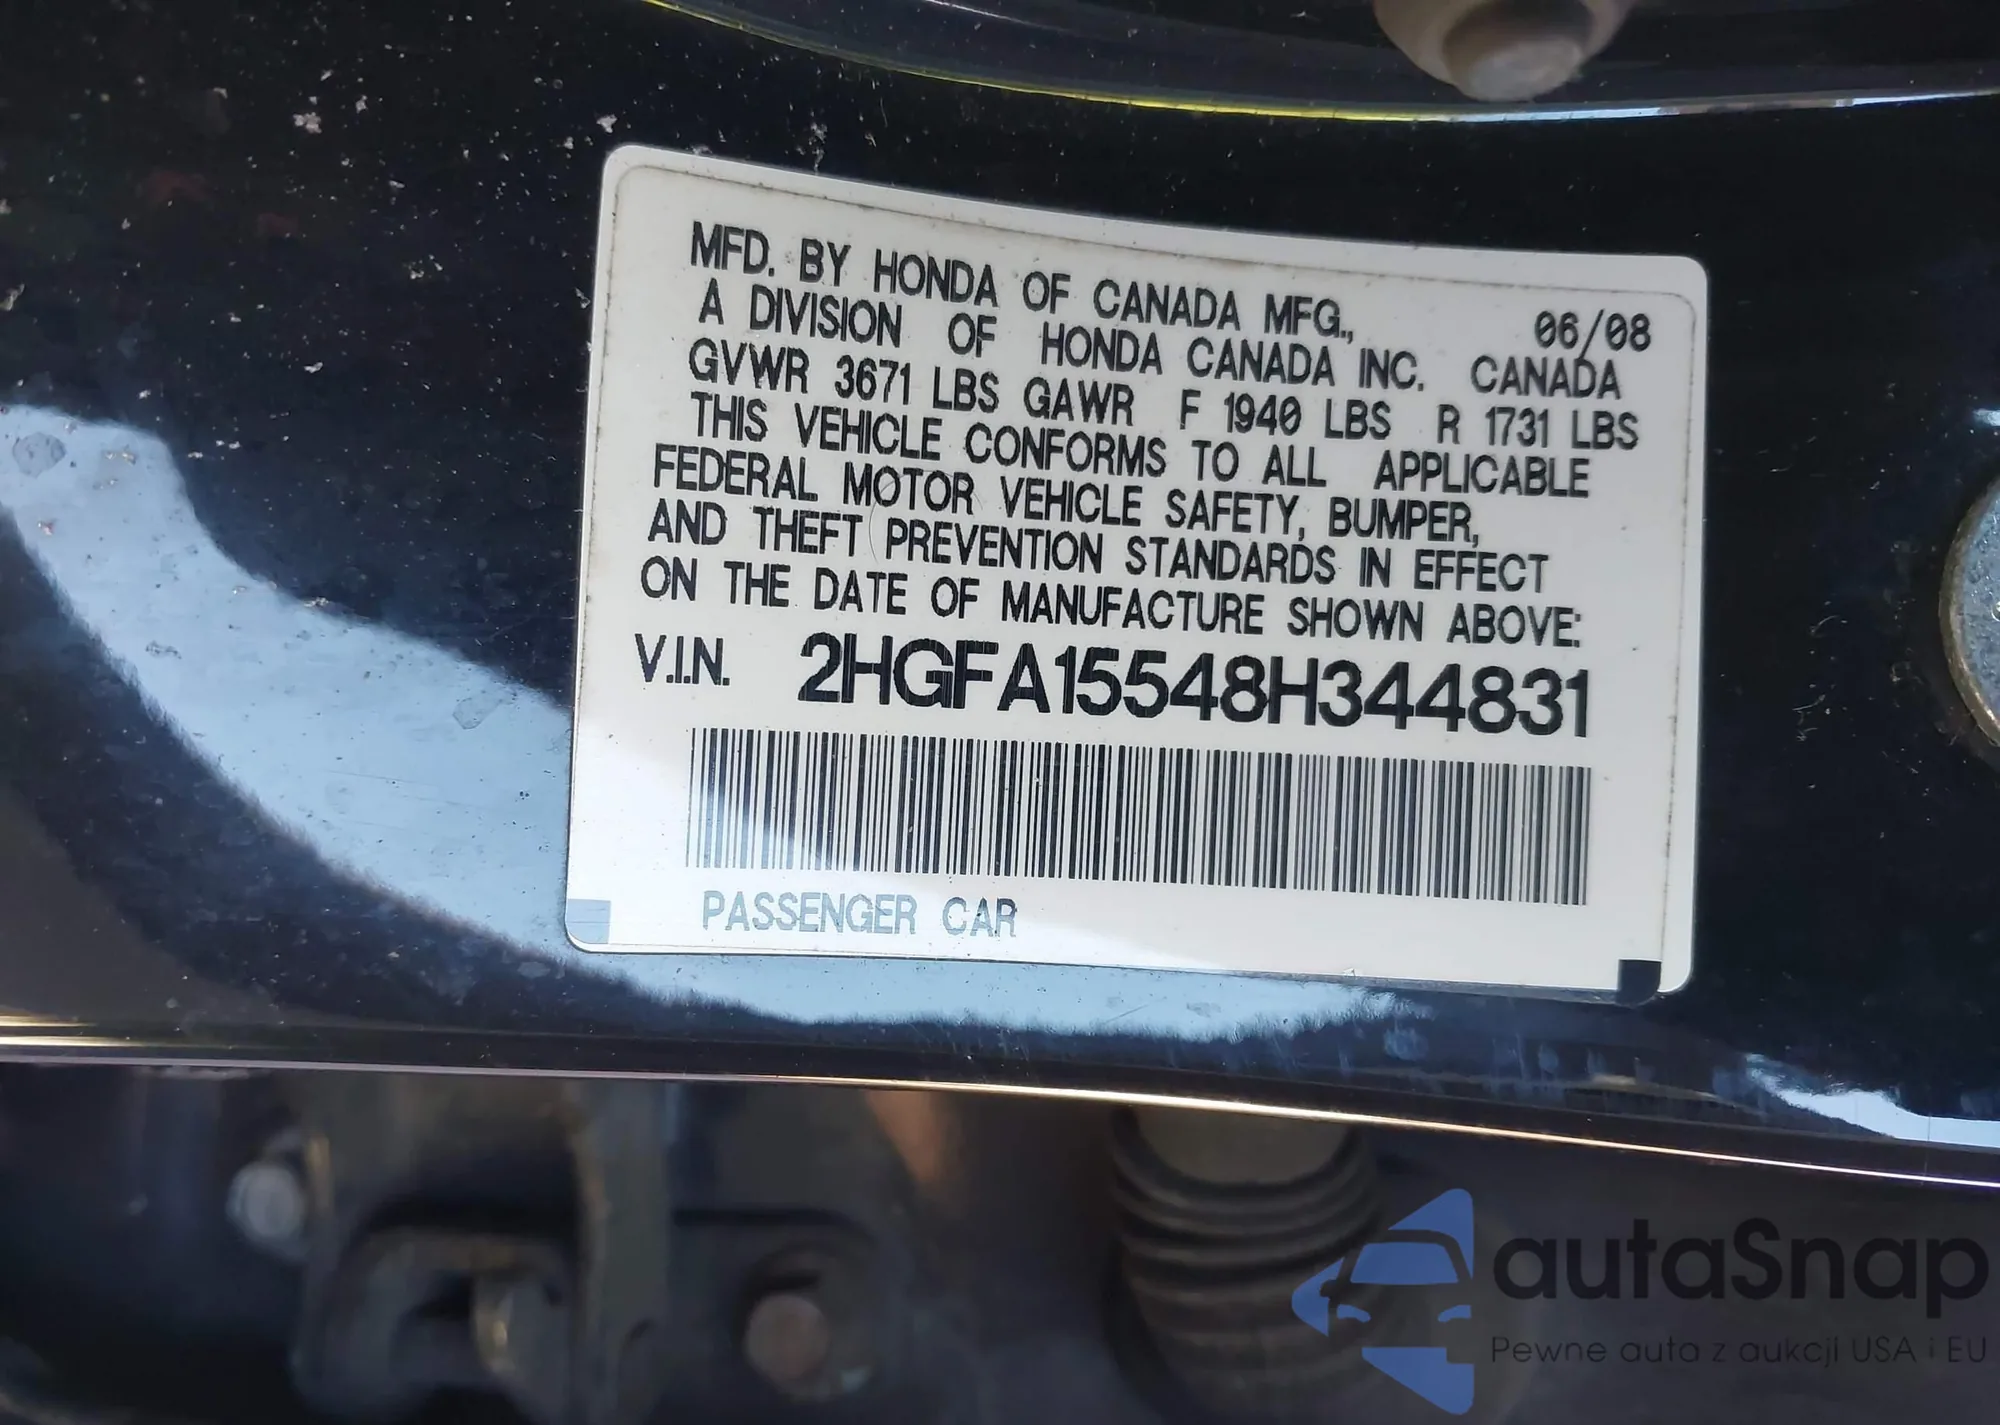 MFD. BY HONDA OF CANADA MFG.,
A DIVISION OF HONDA CANADA INC. CANADA 06/08
GVWR 3671 LBS GAWR F 1940 LBS R 1731 LBS
THIS VEHICLE CONFORMS TO ALL APPLICABLE
FEDERAL MOTOR VEHICLE SAFETY, BUMPER,
AND THEFT PREVENTION STANDARDS IN EFFECT
ON THE DATE OF MANUFACTURE SHOWN ABOVE:
V.I.N. 2HGFA15548H344831
PASSENGER CAR
autaSnap
Pewne auta z aukcji USA i EU